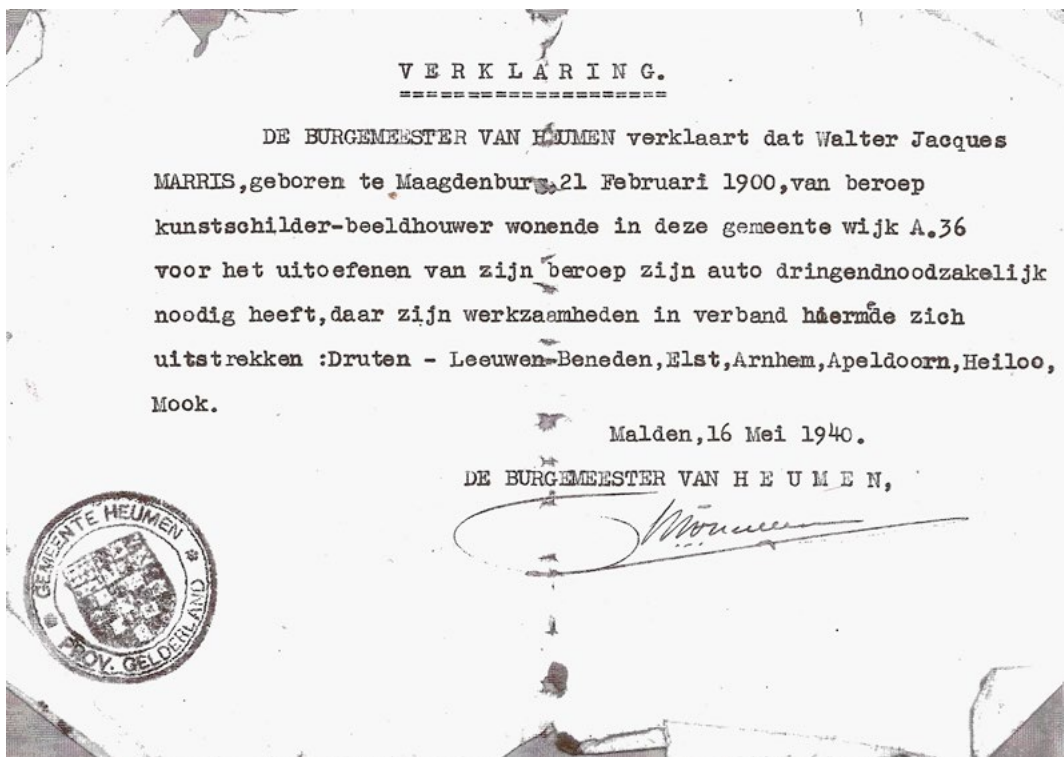 VERKLARING.
DE BURGEMEESTER VAN HEUMEN verklaart dat Walter Jacques
MARRIS,geboren te Maagdenburg 21 Februari 1900,van beroep
kunstschilder-beeldhouwer wonende in deze gemeente wijk A.36
voor het uitoefenen van zijn beroep zijn auto dringendnoodzakelijk
noodig heeft,daar zijn werkzaamheden in verband hiermde zich
uitstrekken :Druten - Leeuwen-Beneden,Elst,Arnhem,Apeldoorn,Heiloo,
Mook.
Malden,16 Mei 1940.
DE BURGEMEESTER VAN H E U M E N,
GEMEENTE HEUMEN
PROV. GELDERLAND